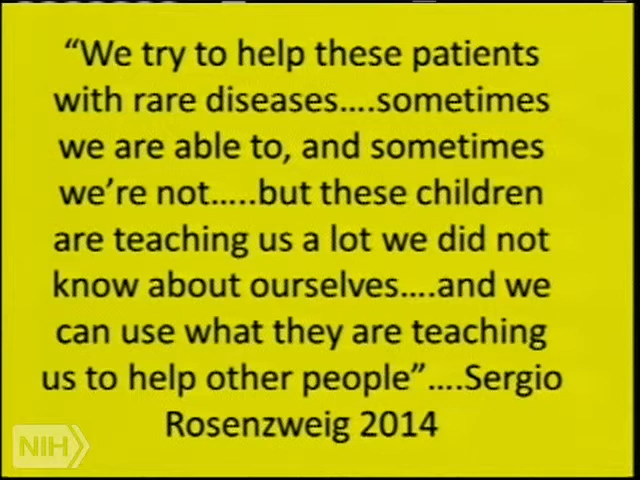 “We try to help these patients
with rare diseases….sometimes
we are able to, and sometimes
we’re not…..but these children
are teaching us a lot we did not
know about ourselves….and we
can use what they are teaching
us to help other people”….Sergio
Rosenzweig 2014
NIH